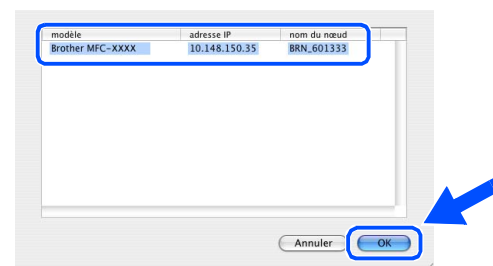 modèle adresse IP nom du nœud
Brother MFC-XXXX 10.148.150.35 BRN_601333
Annuler OK